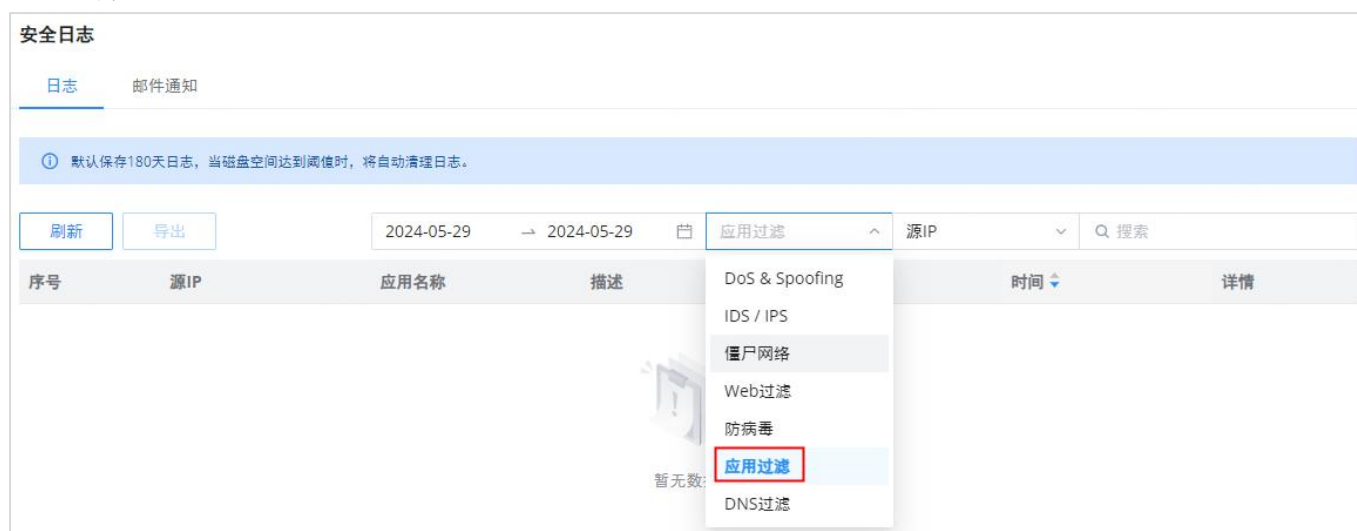 安全日志
日志 邮件通知
默认保存180天日志，当磁盘空间达到阈值时，将自动清理日志。
刷新 导出 2024-05-29 → 2024-05-29 应用过滤 源IP 搜索
序号 源IP 应用名称 描述 时间 详情
DoS & Spoofing
IDS / IPS
僵尸网络
Web过滤
防病毒
应用过滤
暂无数
DNS过滤